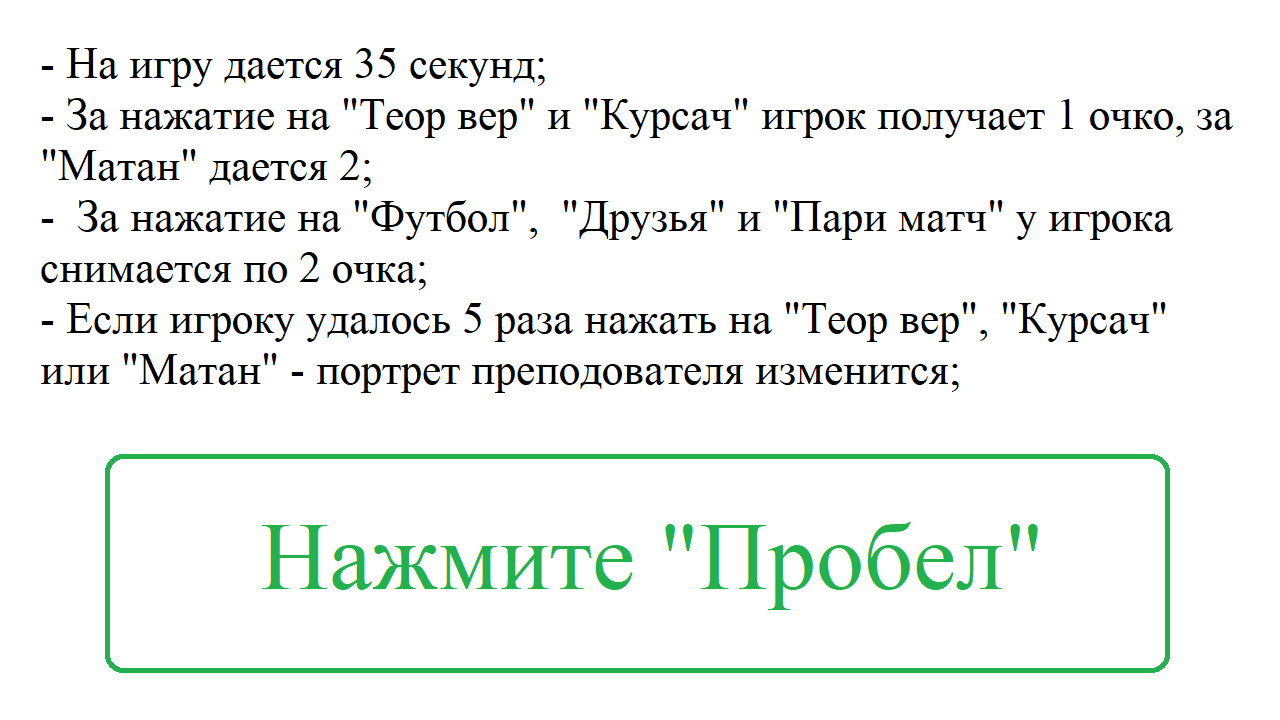 - На игру дается 35 секунд;
- За нажатие на "Теор вер" и "Курсач" игрок получает 1 очко, за
"Матан" дается 2;
-  За нажатие на "Футбол",  "Друзья" и "Пари матч" у игрока
снимается по 2 очка;
- Если игроку удалось 5 раза нажать на "Теор вер", "Курсач"
или "Матан" - портрет преподователя изменится;
Нажмите "Пробел"